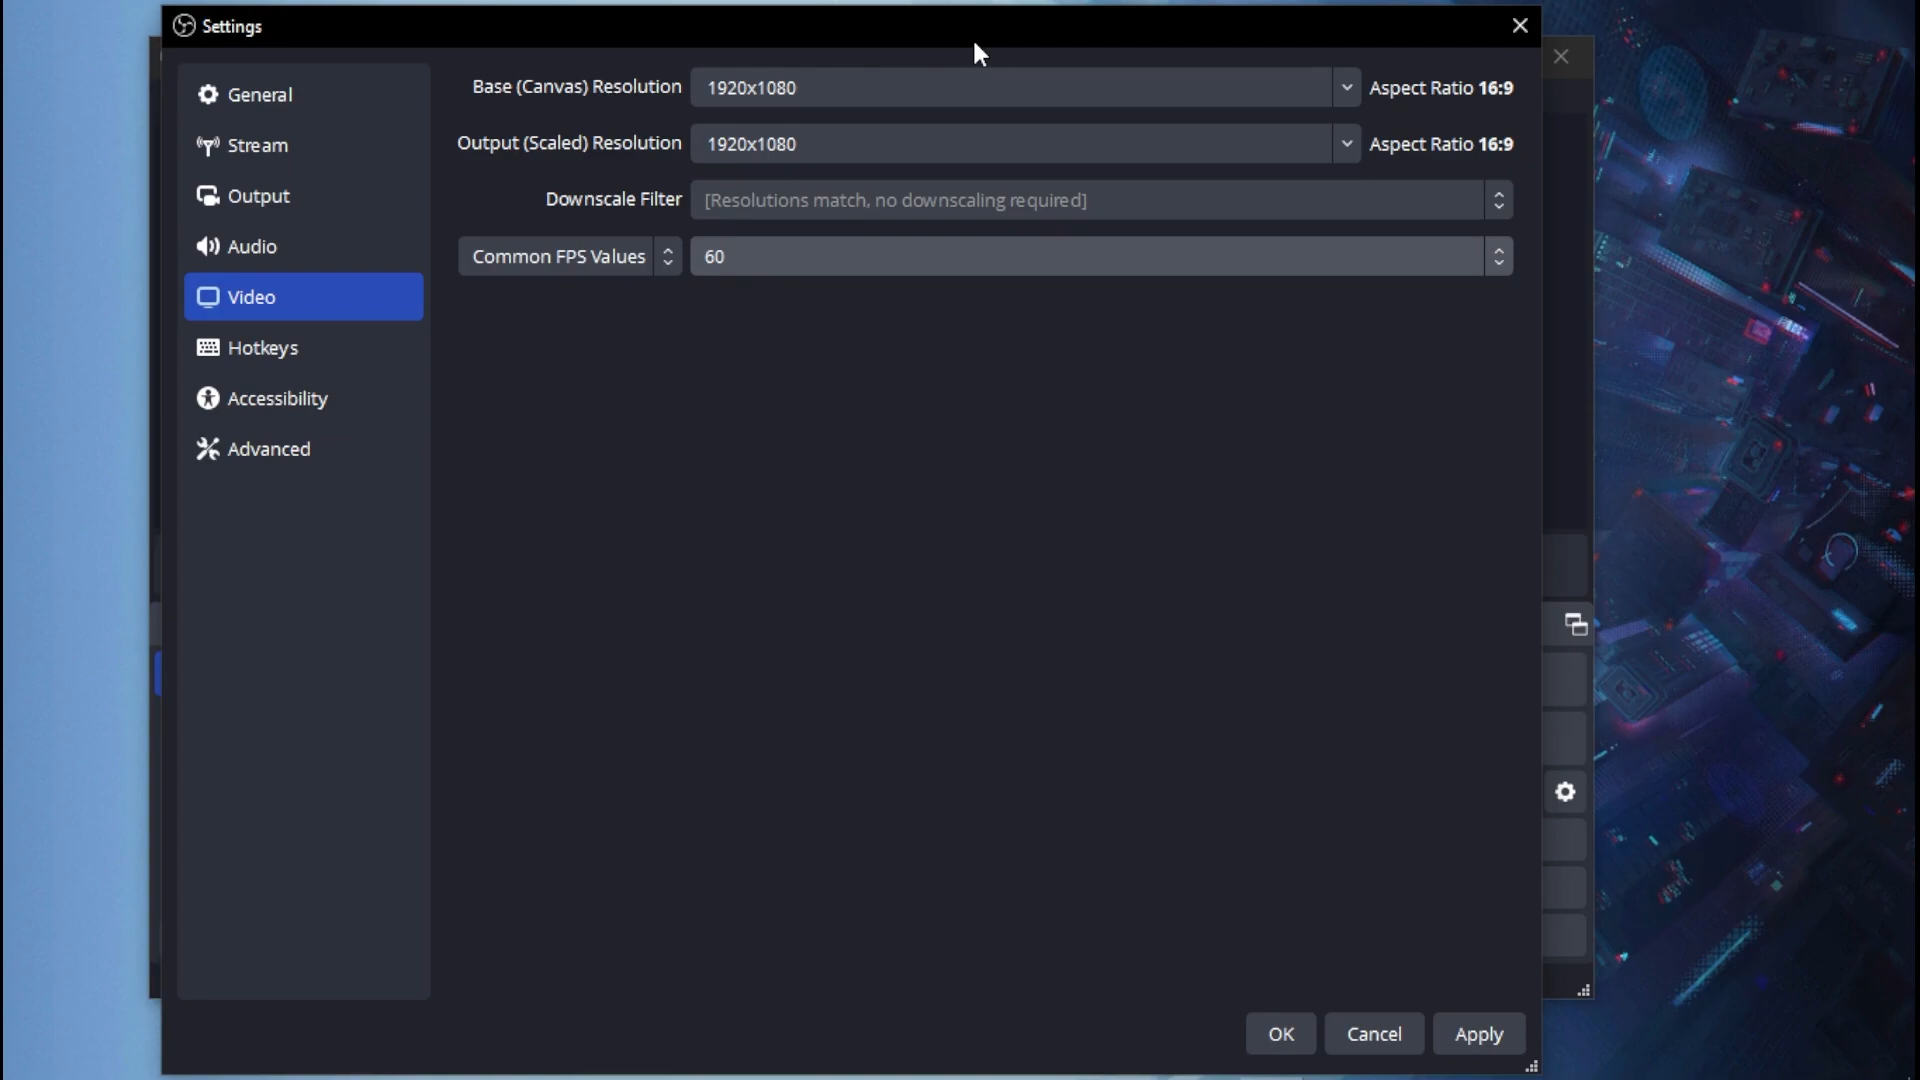 Settings
General
Stream
Output
Audio
Video
Hotkeys
Accessibility
Advanced
Base (Canvas) Resolution 1920x1080 Aspect Ratio 16:9
Output (Scaled) Resolution 1920x1080 Aspect Ratio 16:9
Downscale Filter [Resolutions match, no downscaling required]
Common FPS Values 60
OK Cancel Apply